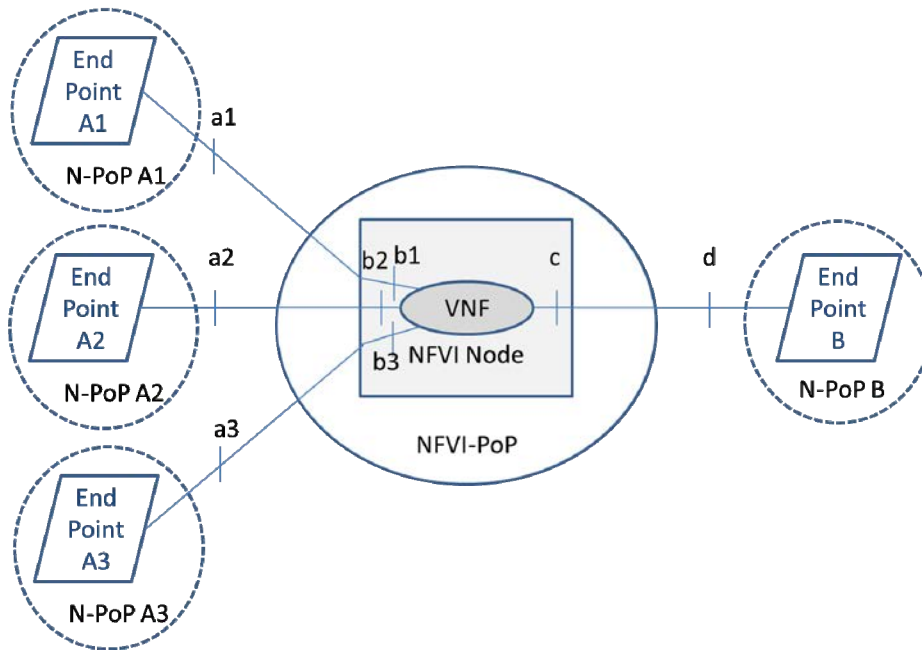 End
Point
A1
N-PoP A1
a1
End
Point
A2
N-PoP A2
a2
End
Point
A3
N-PoP A3
a3
b2
b1
b3
c
VNF
NFVI Node
NFVI-PoP
d
End
Point
B
N-PoP B